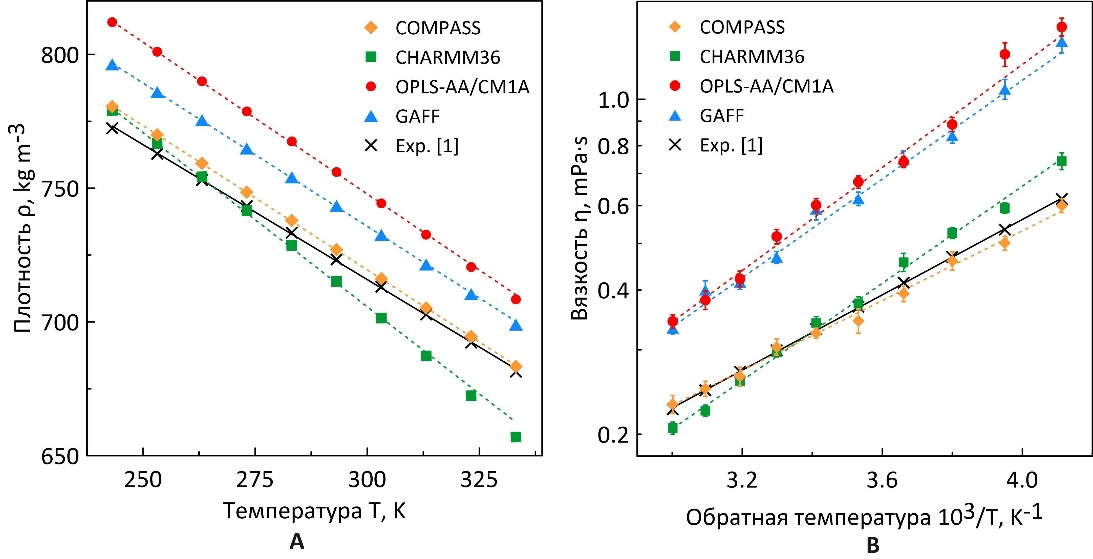 Плотность ρ, kg m-3
800
750
700
650
COMPASS
CHARMM36
OPLS-AA/CM1A
GAFF
Exp. [1]
250
275
300
325
Температура T, K
A
Вязкость η, mPa·s
1.0
0.8
0.6
0.4
0.2
COMPASS
CHARMM36
OPLS-AA/CM1A
GAFF
Exp. [1]
3.2
3.6
4.0
Обратная температура 10³/T, K⁻¹
B